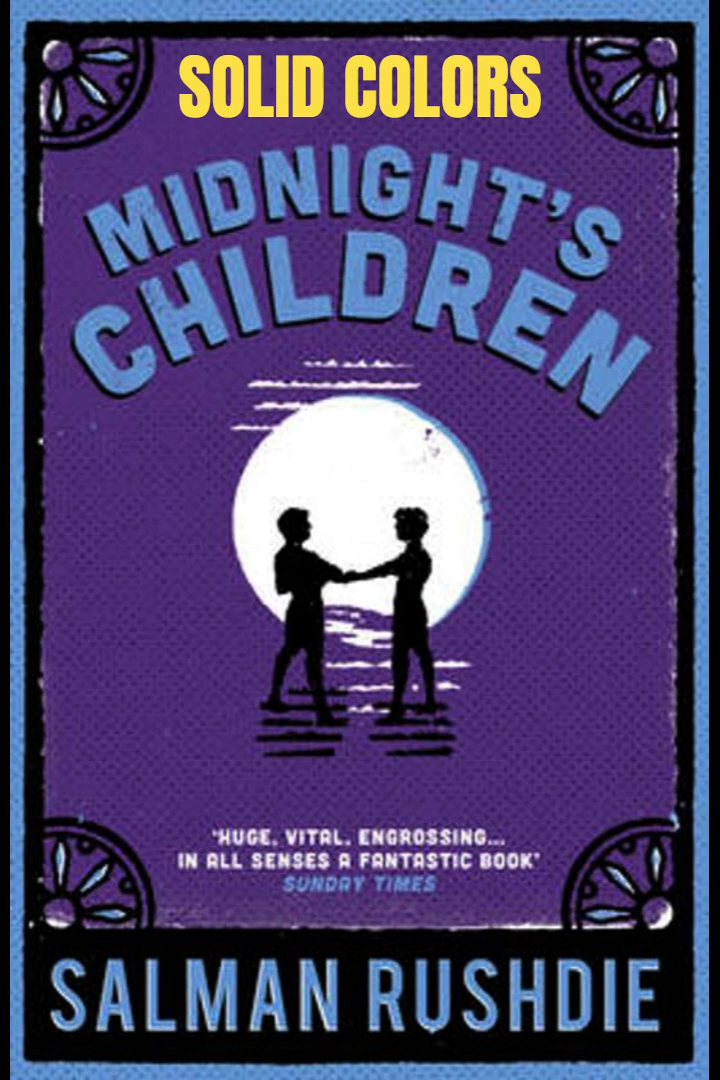 SOLID COLORS
MIDNIGHT'S
CHILDREN
'HUGE, VITAL, ENGROSSING...
IN ALL SENSES A FANTASTIC BOOK'
SUNDAY TIMES
SALMAN RUSHDIE